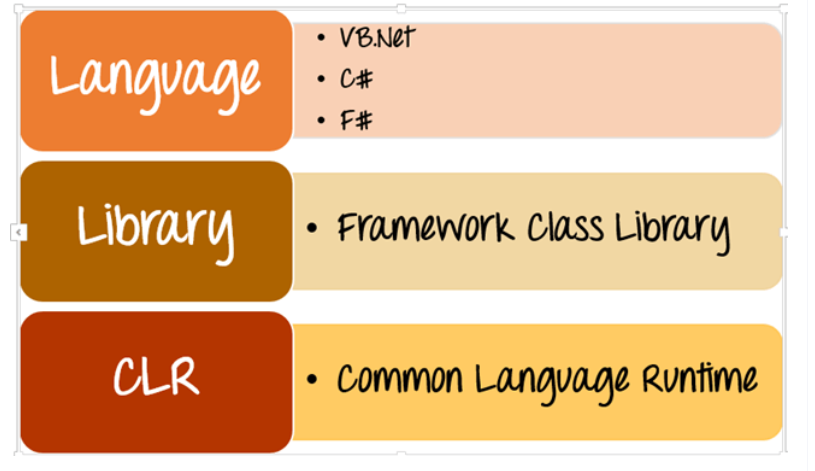 Language
• VB.Net
• C#
• F#
Library
• Framework Class Library
CLR
• Common Language Runtime